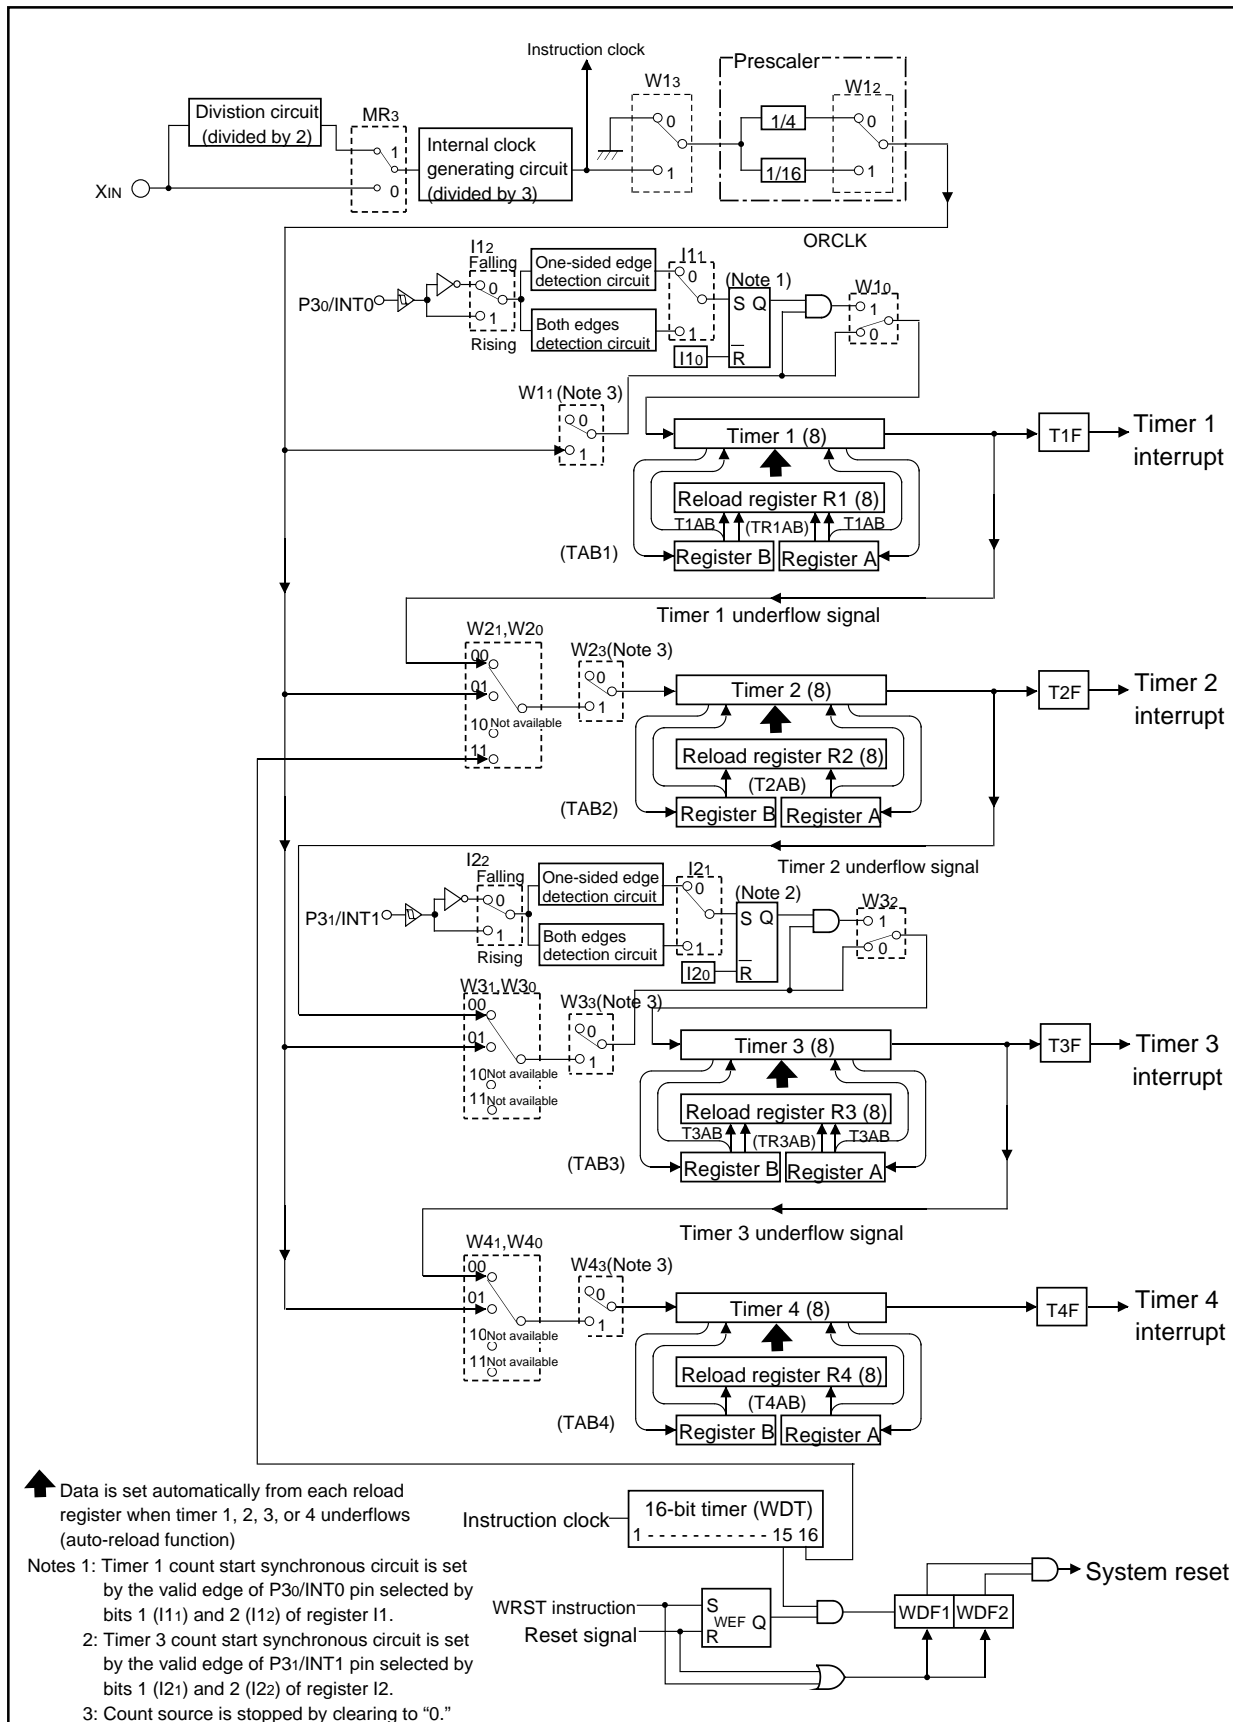 Instruction clock
Prescaler
W13
W12
Divistion circuit
(divided by 2)
MR3
1
0
Internal clock
generating circuit
(divided by 3)
XIN
0
1
1/4
1/16
0
1
ORCLK
I12
Falling
0
1
Rising
P30/INT0
One-sided edge
detection circuit
Both edges
detection circuit
I11
0
1
(Note 1)
S Q
R
I10
W10
1
0
W11 (Note 3)
0
1
Timer 1 (8)
T1F
Timer 1
interrupt
Reload register R1 (8)
T1AB
(TR1AB)
T1AB
(TAB1)
Register B
Register A
Timer 1 underflow signal
W21,W20
00
01
10 Not available
11
W23(Note 3)
0
1
Timer 2 (8)
T2F
Timer 2
interrupt
Reload register R2 (8)
(T2AB)
(TAB2)
Register B
Register A
Timer 2 underflow signal
I22
Falling
0
1
Rising
P31/INT1
One-sided edge
detection circuit
Both edges
detection circuit
I21
0
1
(Note 2)
S Q
R
I20
W32
1
0
W31,W30
00
01
10 Not available
11 Not available
W33(Note 3)
0
1
Timer 3 (8)
T3F
Timer 3
interrupt
Reload register R3 (8)
T3AB
(TR3AB)
T3AB
(TAB3)
Register B
Register A
Timer 3 underflow signal
W41,W40
00
01
10 Not available
11 Not available
W43(Note 3)
0
1
Timer 4 (8)
T4F
Timer 4
interrupt
Reload register R4 (8)
(T4AB)
(TAB4)
Register B
Register A
Data is set automatically from each reload
register when timer 1, 2, 3, or 4 underflows
(auto-reload function)
Instruction clock
16-bit timer (WDT)
1 - - - - - - - - - - - 15 16
System reset
WRST instruction
Reset signal
S
R
WEF
Q
WDF1
WDF2
Notes 1: Timer 1 count start synchronous circuit is set
by the valid edge of P30/INT0 pin selected by
bits 1 (I11) and 2 (I12) of register I1.
2: Timer 3 count start synchronous circuit is set
by the valid edge of P31/INT1 pin selected by
bits 1 (I21) and 2 (I22) of register I2.
3: Count source is stopped by clearing to “0.”